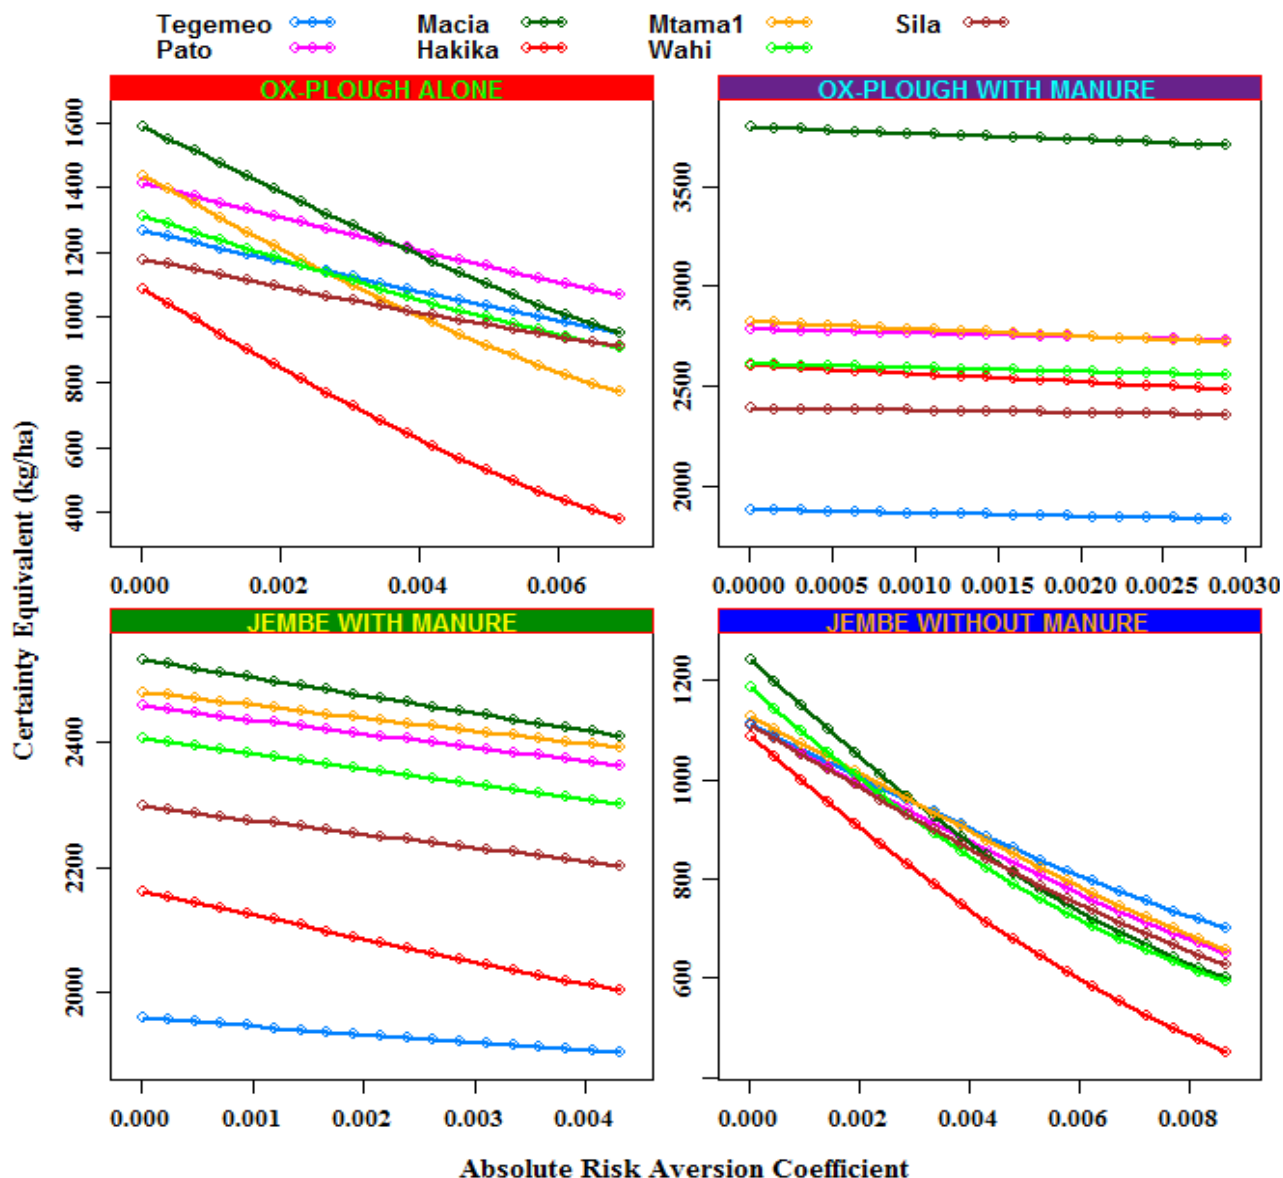 Tegemeo Macia Mtama1 Sila
Pato Hakika Wahi
OX-PLOUGH ALONE
1600
1400
1200
1000
800
600
400
0.000 0.002 0.004 0.006
OX-PLOUGH WITH MANURE
3500
3000
2500
2000
0.0000 0.0005 0.0010 0.0015 0.0020 0.0025 0.0030
Certainty Equivalent (kg/ha)
JEMBE WITH MANURE
2400
2200
2000
0.000 0.001 0.002 0.003 0.004
JEMBE WITHOUT MANURE
1200
1000
800
600
0.000 0.002 0.004 0.006 0.008
Absolute Risk Aversion Coefficient